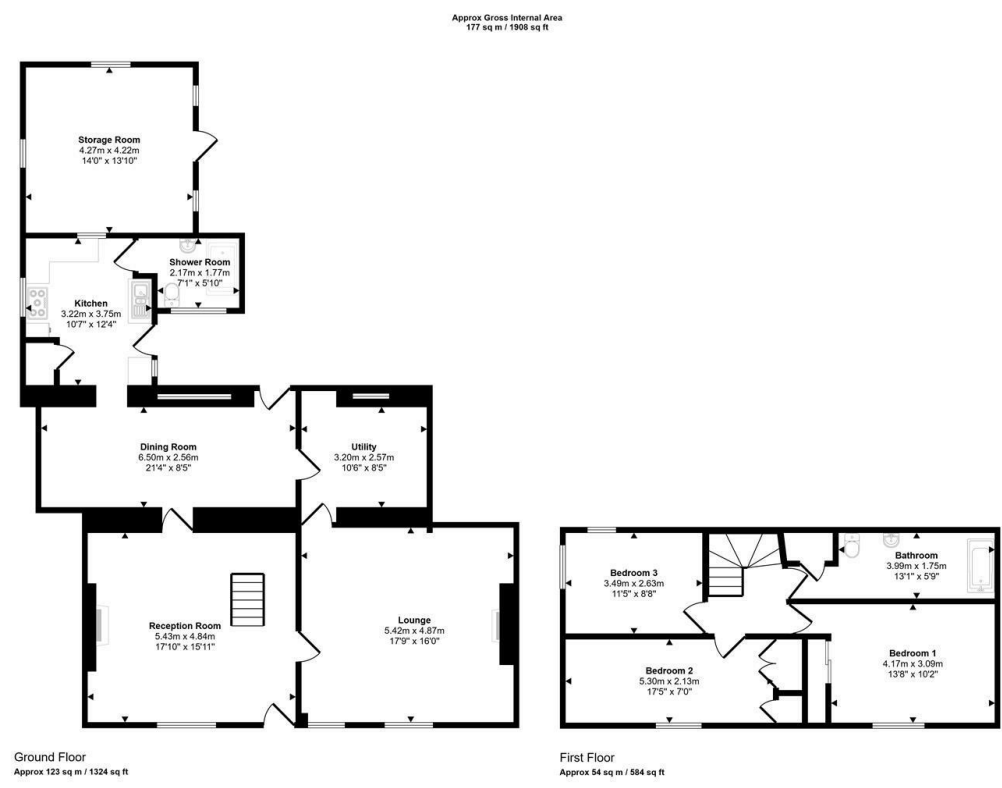 Approx Gross Internal Area
177 sq m / 1908 sq ft
Storage Room
4.27m x 4.22m
14'0" x 13'10"
Shower Room
2.17m x 1.77m
7'1" x 5'10"
Kitchen
3.22m x 3.75m
10'7" x 12'4"
Dining Room
6.50m x 2.56m
21'4" x 8'5"
Utility
3.20m x 2.57m
10'6" x 8'5"
Reception Room
5.43m x 4.84m
17'10" x 15'11"
Lounge
5.42m x 4.87m
17'9" x 16'0"
Ground Floor
Approx 123 sq m / 1324 sq ft
Bedroom 3
3.49m x 2.63m
11'5" x 8'8"
Bathroom
3.99m x 1.75m
13'1" x 5'9"
Bedroom 2
5.30m x 2.13m
17'5" x 7'0"
Bedroom 1
4.17m x 3.09m
13'8" x 10'2"
First Floor
Approx 54 sq m / 584 sq ft